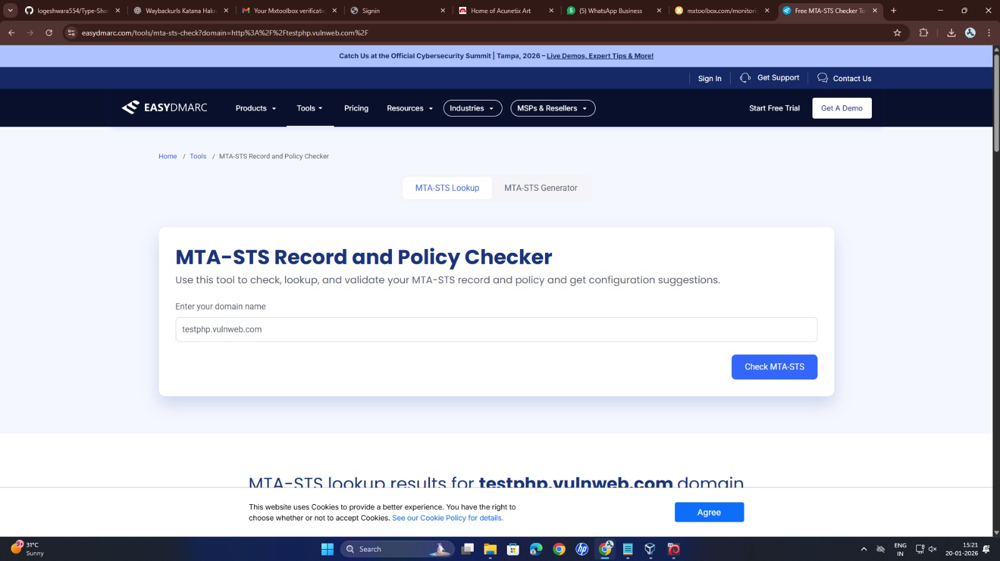 logeshwara554/Type-Sho
Waybackurls Katana Hakr
Your Mxtoolbox verificatio
Signin
Home of Acunetix Art
(5) WhatsApp Business
mxtoolbox.com/monitorin
Free MTA-STS Checker To
easydmarc.com/tools/mta-sts-check?domain=http%3A%2F%2Ftestphp.vulnweb.com%2F
Catch Us at the Official Cybersecurity Summit | Tampa, 2026 – Live Demos, Expert Tips & More!
Sign In
Get Support
Contact Us
EASYDMARC
Products
Tools
Pricing
Resources
Industries
MSPs & Resellers
Start Free Trial
Get A Demo
Home / Tools / MTA-STS Record and Policy Checker
MTA-STS Lookup
MTA-STS Generator
MTA-STS Record and Policy Checker
Use this tool to check, lookup, and validate your MTA-STS record and policy and get configuration suggestions.
Enter your domain name
testphp.vulnweb.com
Check MTA-STS
MTA-STS lookup results for testphp.vulnweb.com domain
This website uses Cookies to provide a better experience. You have the right to
choose whether or not to accept Cookies. See our Cookie Policy for details.
Agree
9+
31°C
Sunny
Search
hp
ENG
IN
15:21
20-01-2026